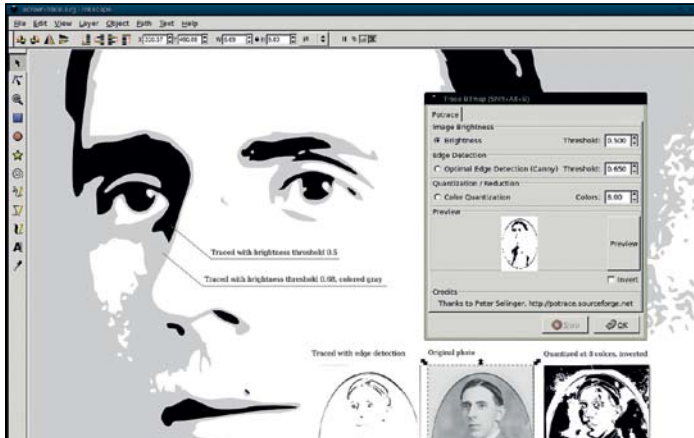 File Edit View Layer Object Path Text Help
Trace Bitmap (Shift+Alt+B)
Potrace
Image Brightness
Brightness Threshold: 0.500
Edge Detection
Optimal Edge Detection (Canny) Threshold: 0.650
Quantization / Reduction
Color Quantization Colors: 8.00
Preview
Preview
Invert
Credits
Thanks to Peter Selinger, http://potrace.sourceforge.net
Stop OK
Traced with brightness threshold 0.5
Traced with brightness threshold 0.68, colored gray
Traced with edge detection
Original photo
Quantized at 8 colors, inverted